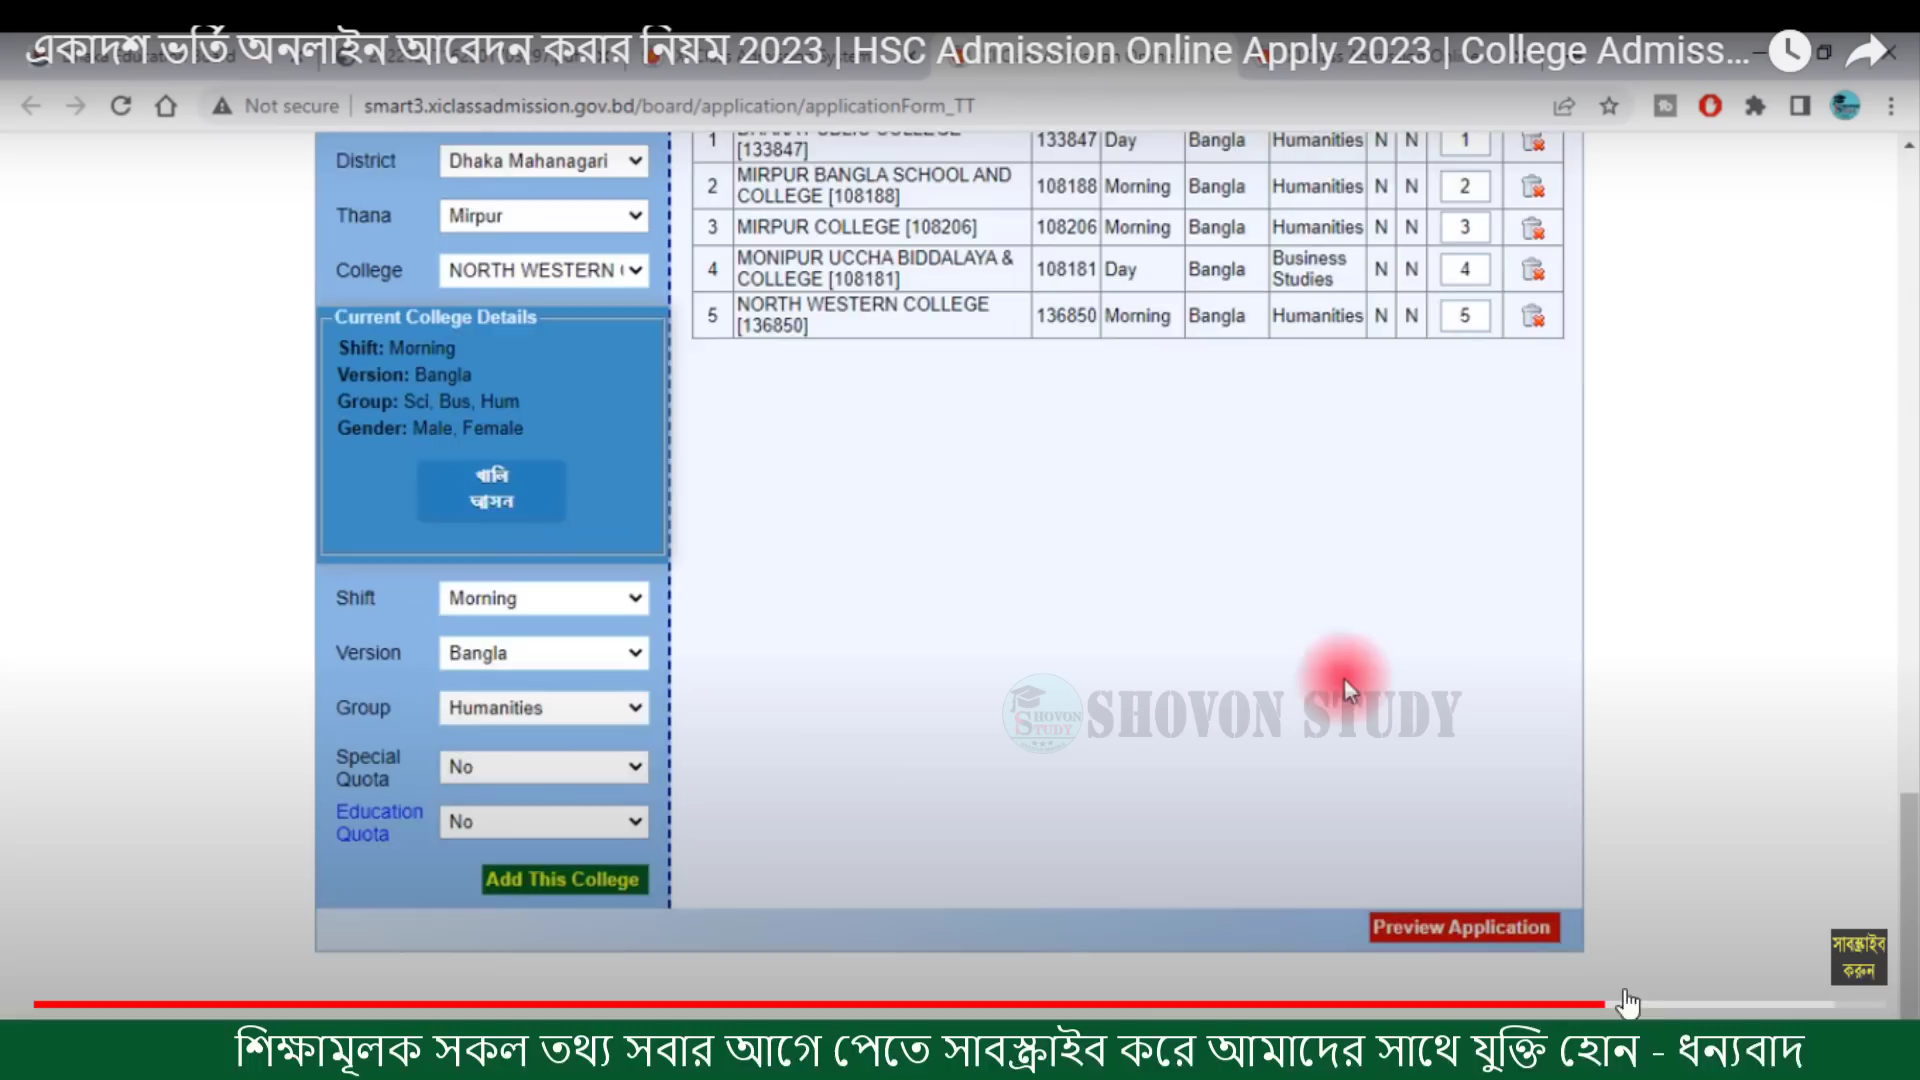 একাদশ ভর্তি অনলাইন আবেদন করার নিয়ম 2023 | HSC Admission Online Apply 2023 | College Admiss...
Not secure | smart3.xiclassadmission.gov.bd/board/application/applicationForm_TT
District Dhaka Mahanagari
Thana Mirpur
College NORTH WESTERN
Current College Details
Shift: Morning
Version: Bangla
Group: Sci, Bus, Hum
Gender: Male, Female
খালি
আসন
Shift Morning
Version Bangla
Group Humanities
Special
Quota No
Education
Quota No
Add This College
1 [133847] 133847 Day Bangla Humanities N N 1
2 MIRPUR BANGLA SCHOOL AND
COLLEGE [108188] 108188 Morning Bangla Humanities N N 2
3 MIRPUR COLLEGE [108206] 108206 Morning Bangla Humanities N N 3
4 MONIPUR UCCHA BIDDALAYA &
COLLEGE [108181] 108181 Day Bangla Business
Studies N N 4
5 NORTH WESTERN COLLEGE
[136850] 136850 Morning Bangla Humanities N N 5
SHOVON STUDY
SHOVON
STUDY
Preview Application
সাবস্ক্রাইব
করুন
শিক্ষামূলক সকল তথ্য সবার আগে পেতে সাবস্ক্রাইব করে আমাদের সাথে যুক্তি হোন - ধন্যবাদ